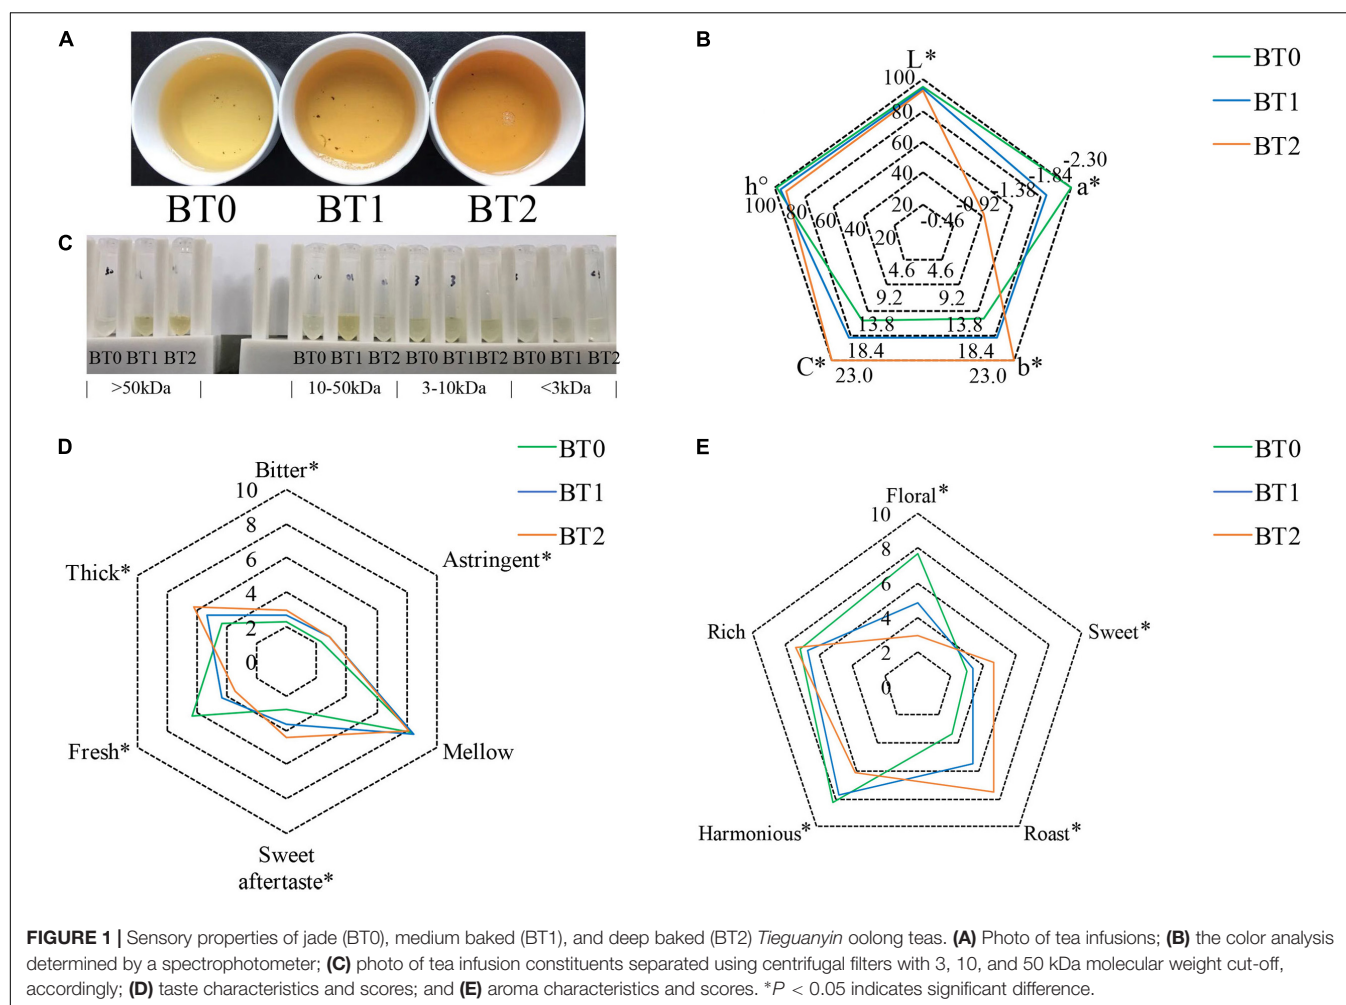 A
BT0 BT1 BT2
B
L*
100
80
60
40
20
h°
100 80 60 40 20
a*
-2.30
-1.84
-1.38
-0.92
-0.46
4.6 4.6
9.2 9.2
13.8 13.8
18.4 18.4
C* b*
23.0 23.0
BT0
BT1
BT2
C
BT0 BT1 BT2 BT0 BT1 BT2 BT0 BT1 BT2 BT0 BT1 BT2
| >50kDa | | 10-50kDa | 3-10kDa | <3kDa |
D
BT0
BT1
BT2
Bitter*
10
8
6
4
2
0
Thick* Astringent*
Fresh* Mellow
Sweet
aftertaste*
E
BT0
BT1
BT2
Floral*
10
8
6
4
2
0
Rich Sweet*
Harmonious* Roast*
FIGURE 1 | Sensory properties of jade (BT0), medium baked (BT1), and deep baked (BT2) Tieguanyin oolong teas. (A) Photo of tea infusions; (B) the color analysis
determined by a spectrophotometer; (C) photo of tea infusion constituents separated using centrifugal filters with 3, 10, and 50 kDa molecular weight cut-off,
accordingly; (D) taste characteristics and scores; and (E) aroma characteristics and scores. *P < 0.05 indicates significant difference.